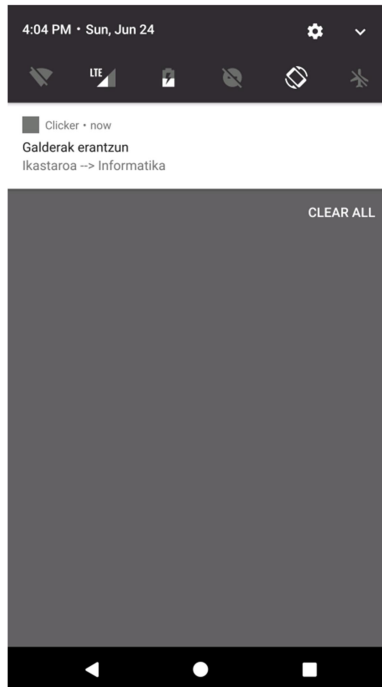 4:04 PM • Sun, Jun 24
LTE
Clicker • now
Galderak erantzun
Ikastaroa --> Informatika
CLEAR ALL